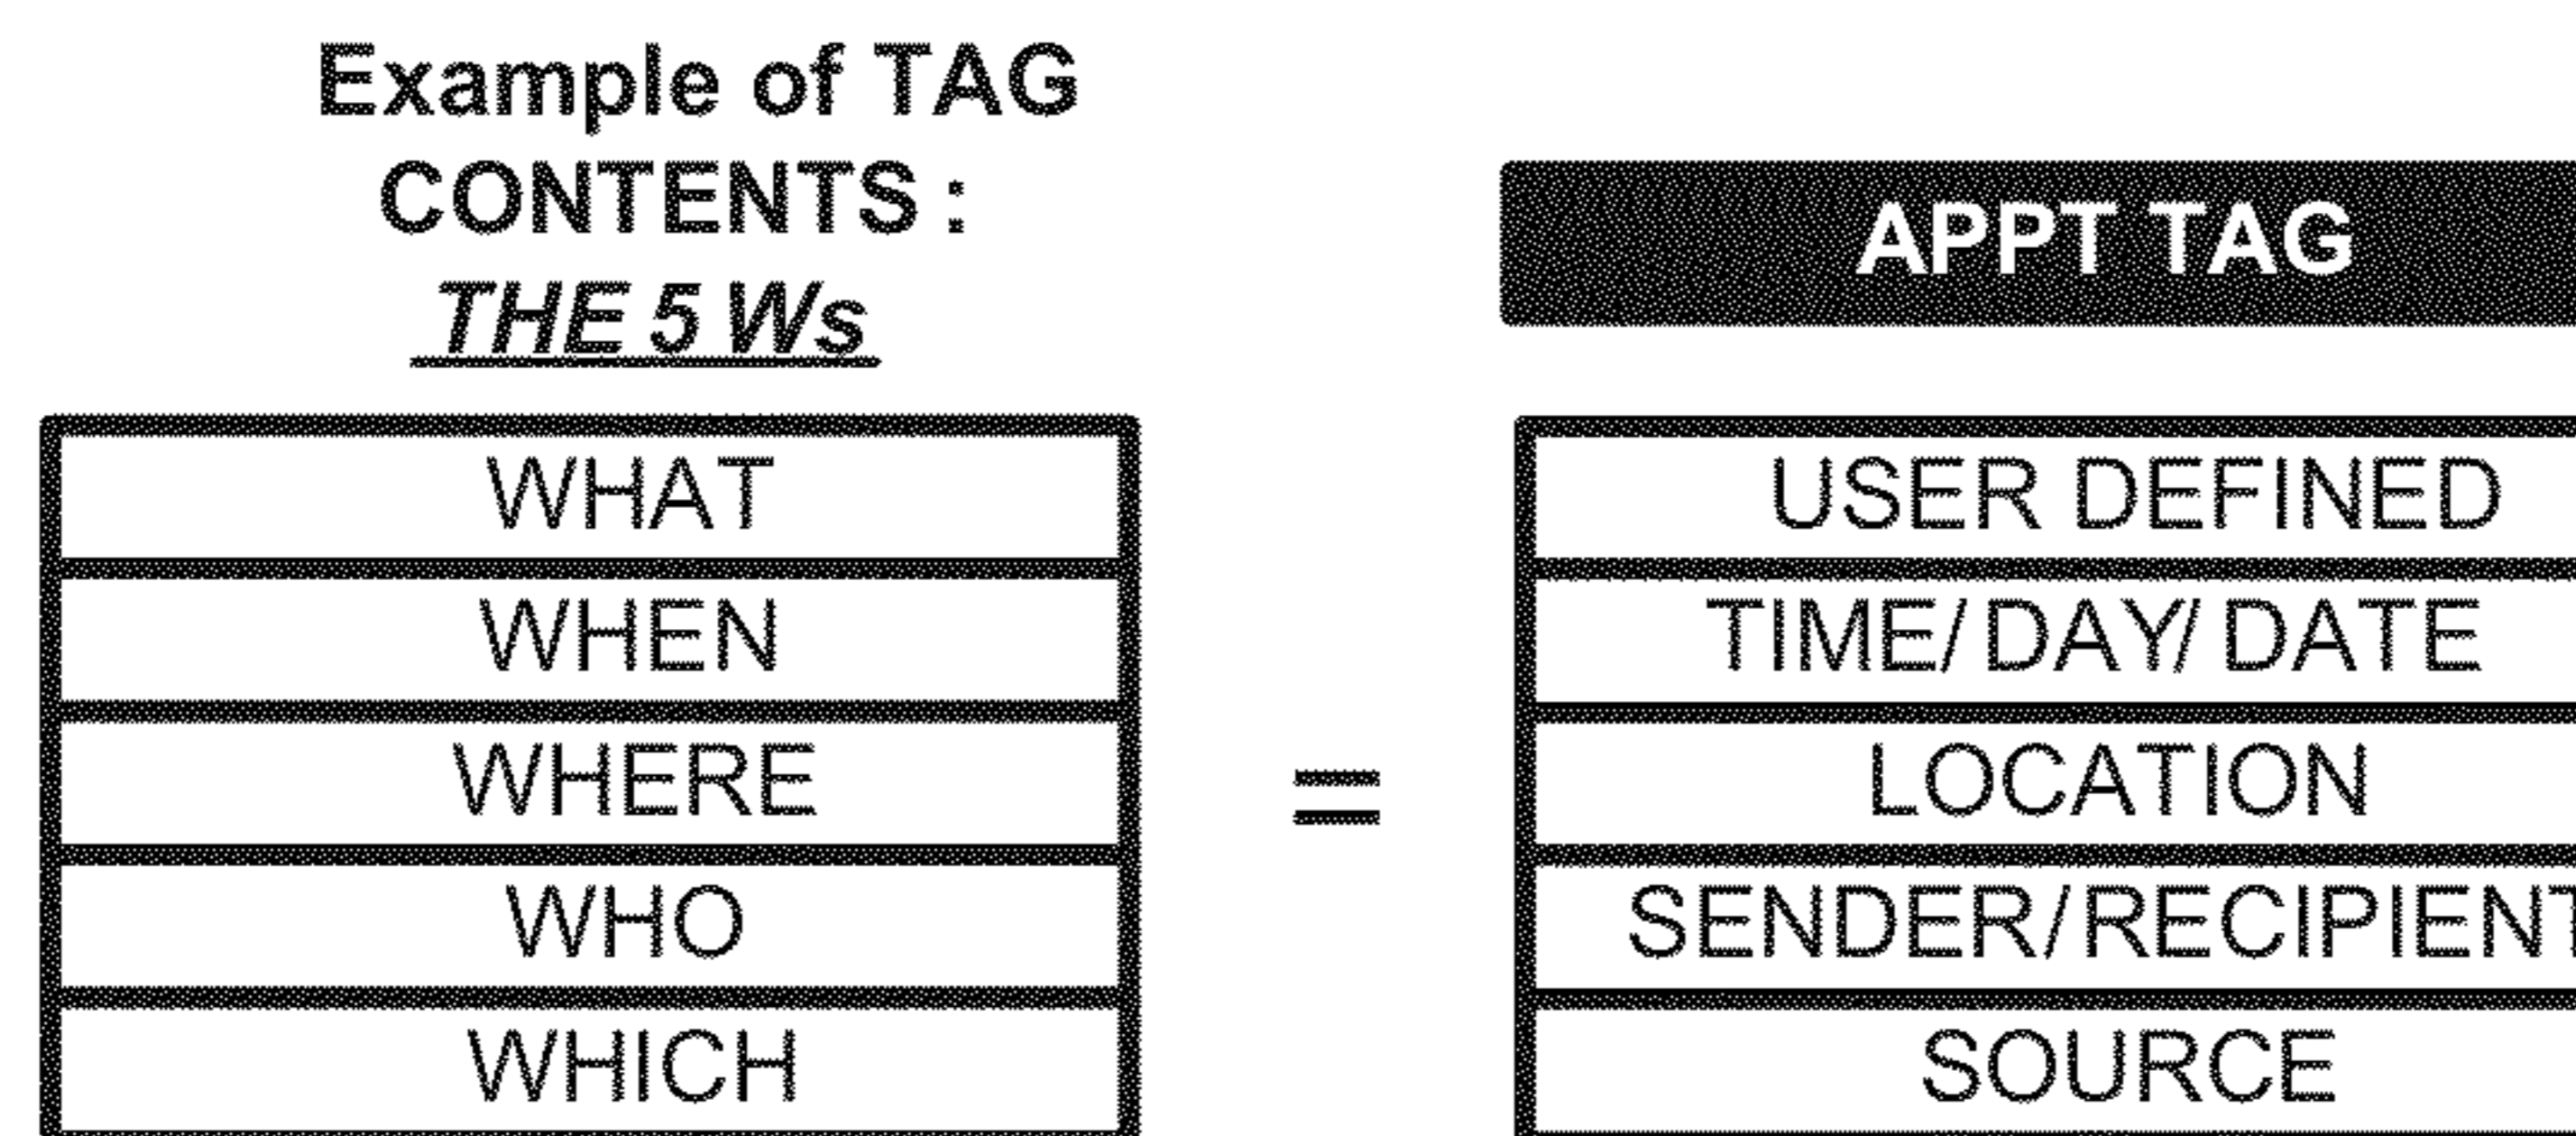 Example of TAG
CONTENTS :
THE 5 Ws
WHAT
WHEN
WHERE
WHO
WHICH
=
APPT TAG
USER DEFINED
TIME/ DAY/ DATE
LOCATION
SENDER/RECIPIENT
SOURCE